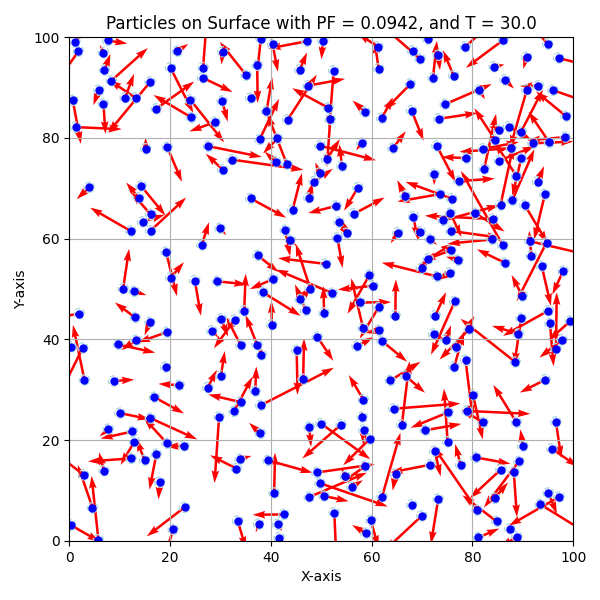 Particles on Surface with PF = 0.0942, and T = 30.0
100
80
60
40
20
0
Y-axis
0 20 40 60 80 100
X-axis